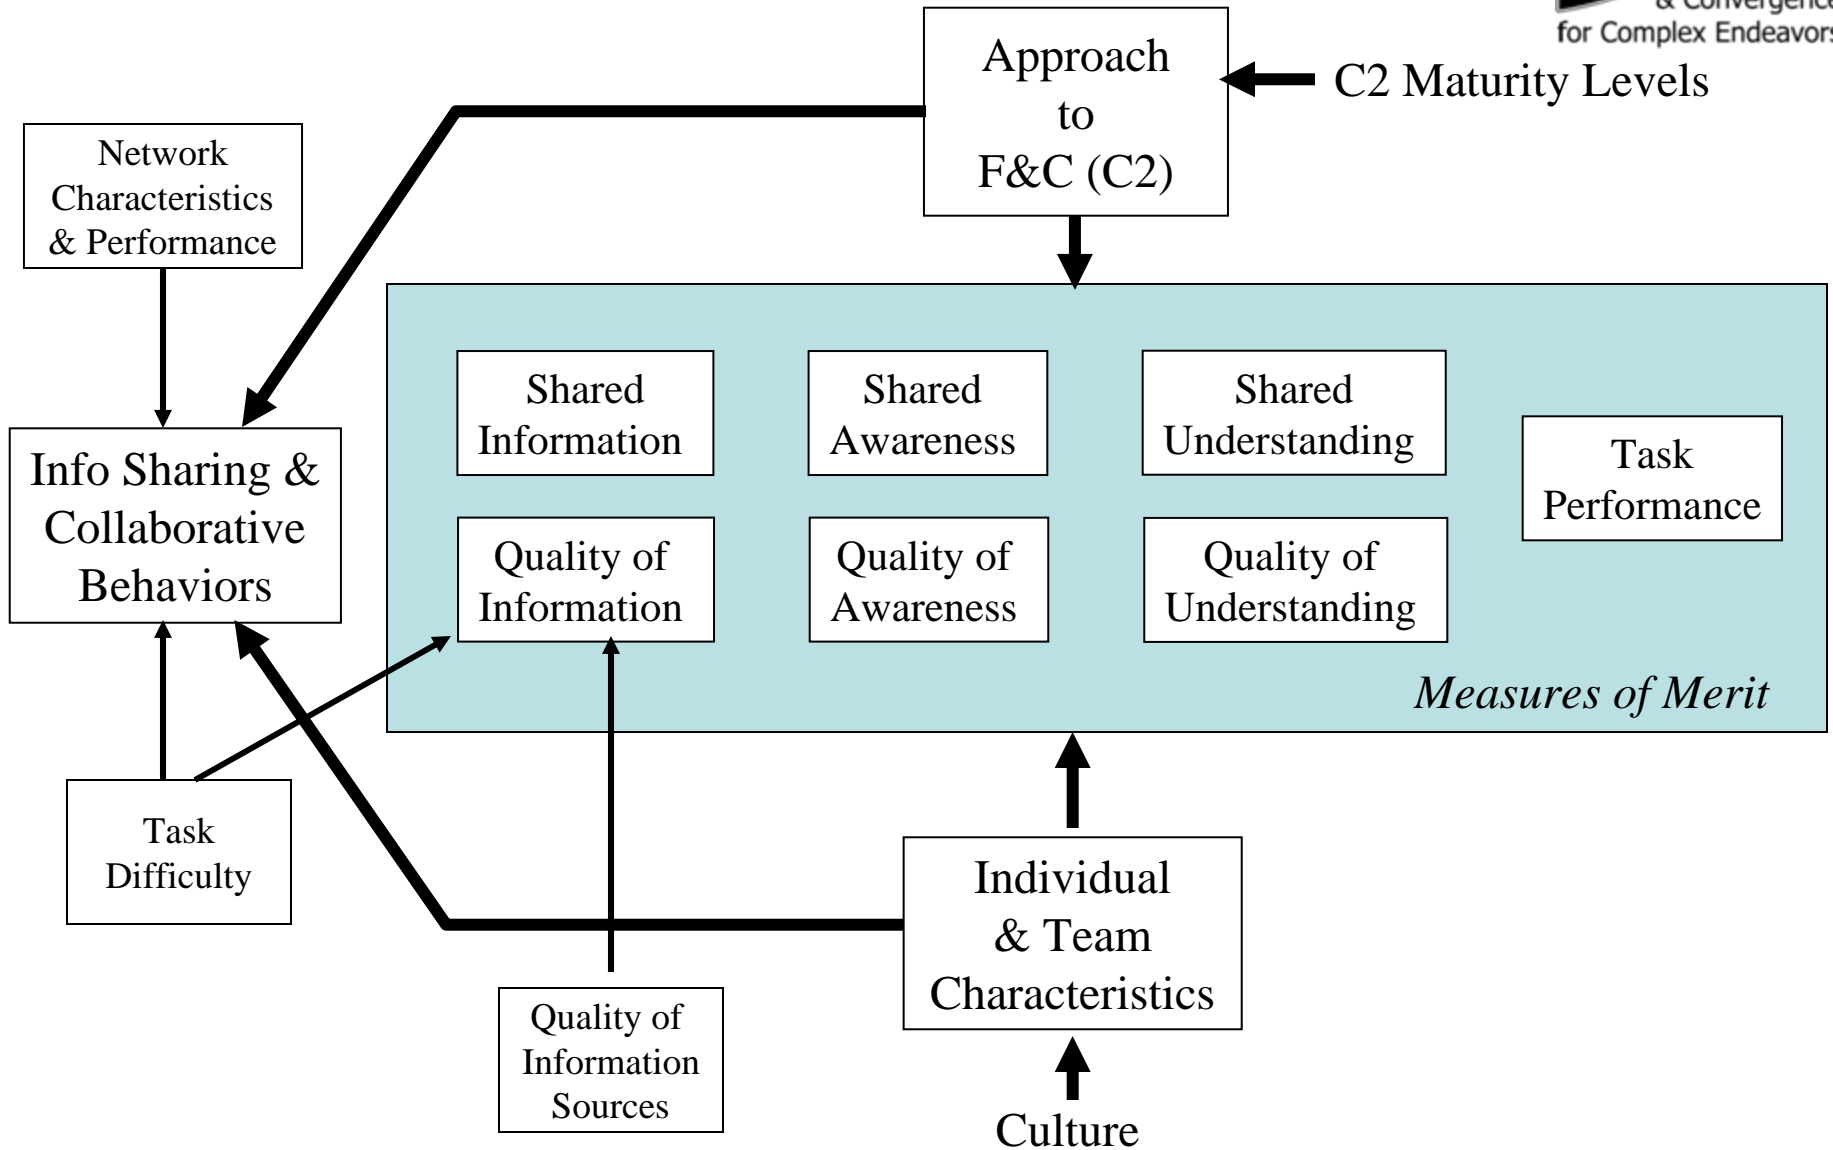 & Convergence
for Complex Endeavors
Approach
to
F&C (C2)
C2 Maturity Levels
Network
Characteristics
& Performance
Shared
Information
Shared
Awareness
Shared
Understanding
Task
Performance
Info Sharing &
Collaborative
Behaviors
Quality of
Information
Quality of
Awareness
Quality of
Understanding
Measures of Merit
Task
Difficulty
Individual
& Team
Characteristics
Quality of
Information
Sources
Culture